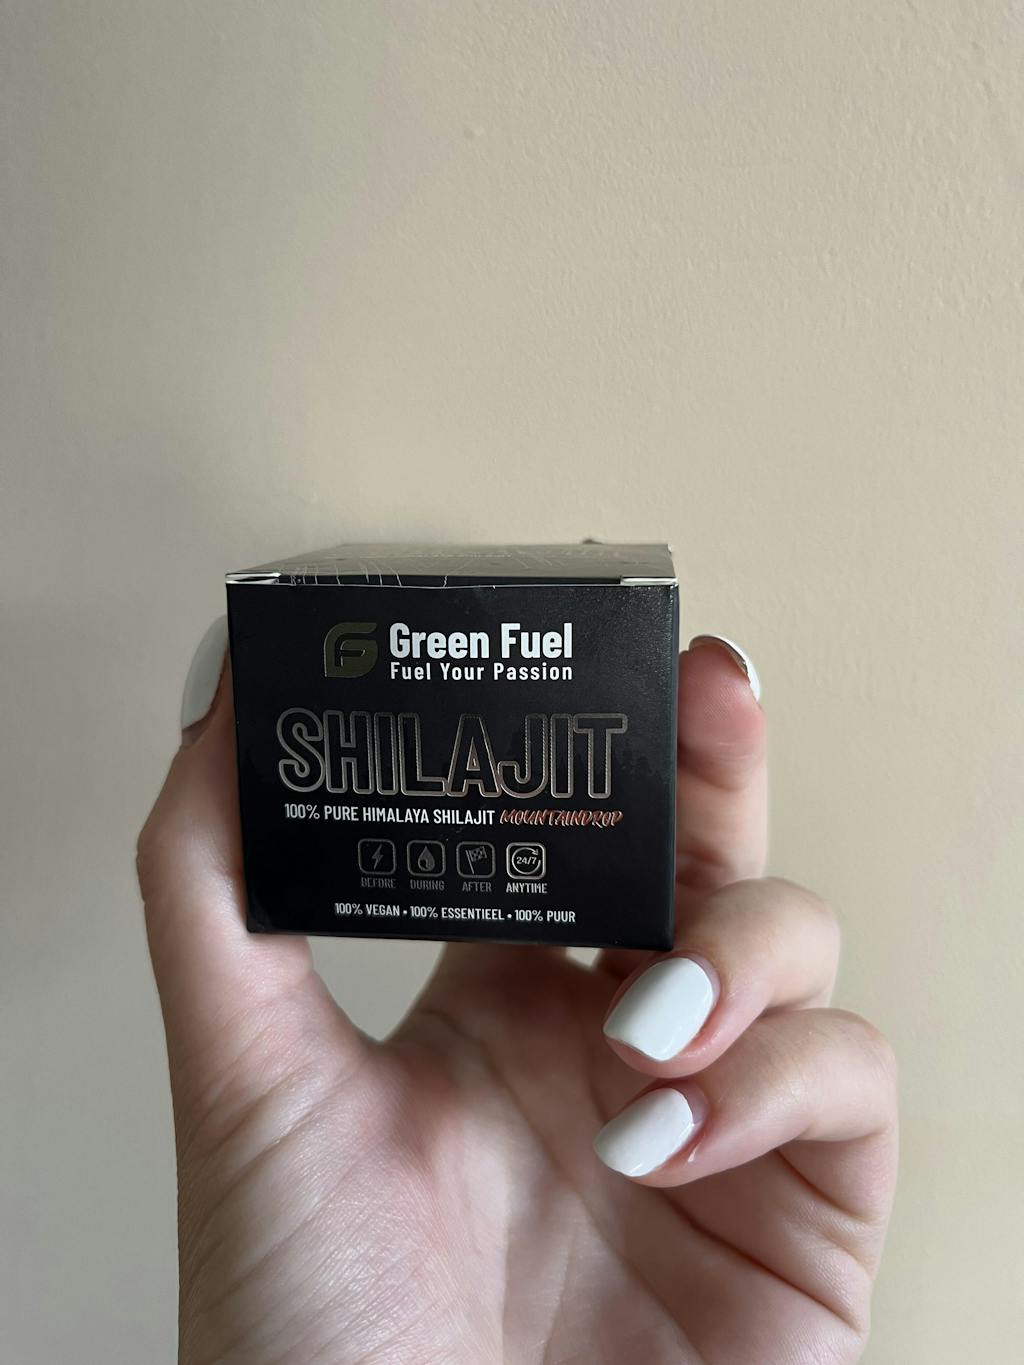 Green Fuel
Fuel Your Passion
SHILAJIT
100% PURE HIMALAYA SHILAJIT MOUNTAINDROP
24/7
BEFORE DURING AFTER ANYTIME
100% VEGAN • 100% ESSENTIEEL • 100% PUUR